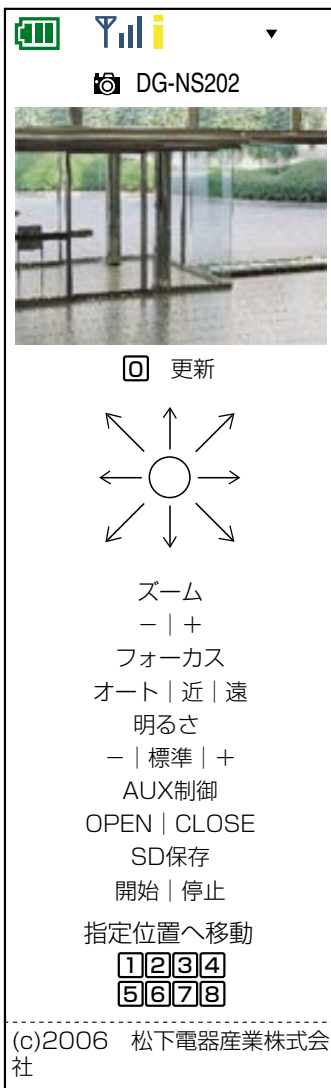 DG-NS202
0 更新
ズーム
－｜＋
フォーカス
オート｜近｜遠
明るさ
－｜標準｜＋
AUX制御
OPEN｜CLOSE
SD保存
開始｜停止
指定位置へ移動
1234
5678
(c)2006　松下電器産業株式会
社